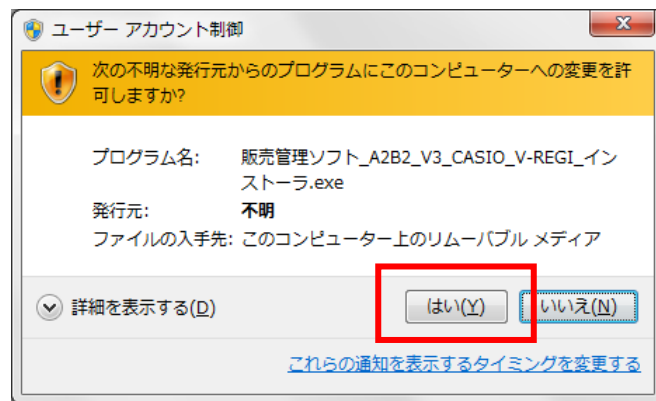 ユーザー アカウント制御
次の不明な発行元からのプログラムにこのコンピューターへの変更を許
可しますか?
プログラム名: 販売管理ソフト_A2B2_V3_CASIO_V-REGI_イン
ストーラ.exe
発行元: 不明
ファイルの入手先: このコンピューター上のリムーバブル メディア
詳細を表示する(D) はい(Y) いいえ(N)
これらの通知を表示するタイミングを変更する